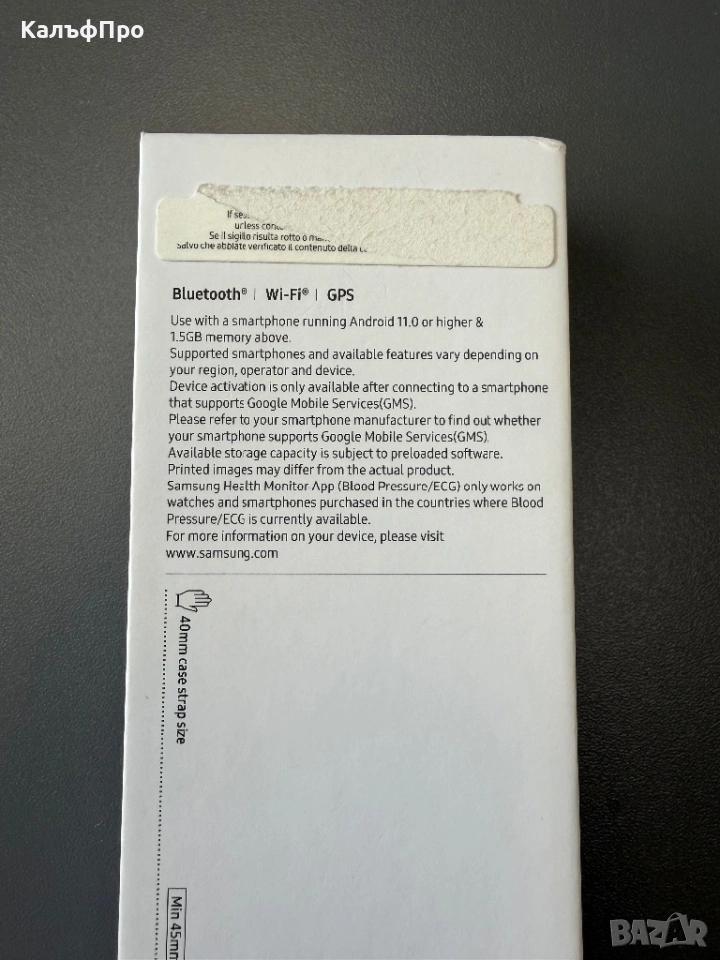 КалъфПро
If
Se il sigillo risulta rotto o
salvo che abbiate verificato il contenuto della
Bluetooth® | Wi-Fi® | GPS
Use with a smartphone running Android 11.0 or higher &
1.5GB memory above.
Supported smartphones and available features vary depending on
your region, operator and device.
Device activation is only available after connecting to a smartphone
that supports Google Mobile Services(GMS).
Please refer to your smartphone manufacturer to find out whether
your smartphone supports Google Mobile Services(GMS).
Available storage capacity is subject to preloaded software.
Printed images may differ from the actual product.
Samsung Health Monitor App (Blood Pressure/ECG) only works on
watches and smartphones purchased in the countries where Blood
Pressure/ECG is currently available.
For more information on your device, please visit
www.samsung.com
40mm case strap size
Min 45mm
BAZAR